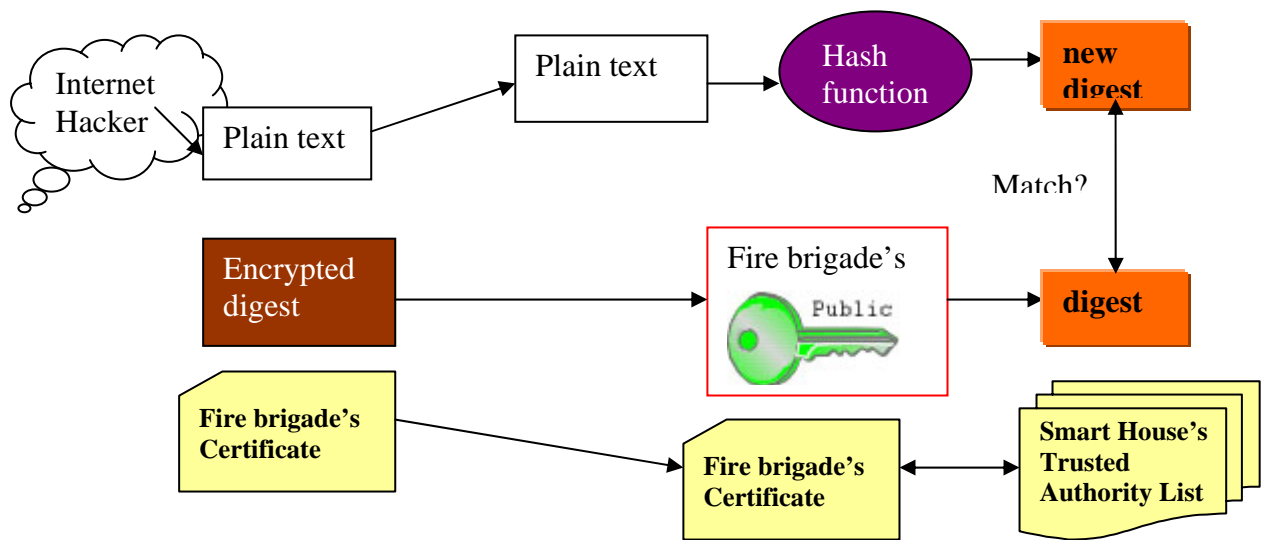 Internet
Hacker
Plain text
Plain text
Hash
function
new
digest
Match?
Encrypted
digest
Fire brigade's
Public
digest
Fire brigade's
Certificate
Fire brigade's
Certificate
Smart House's
Trusted
Authority List